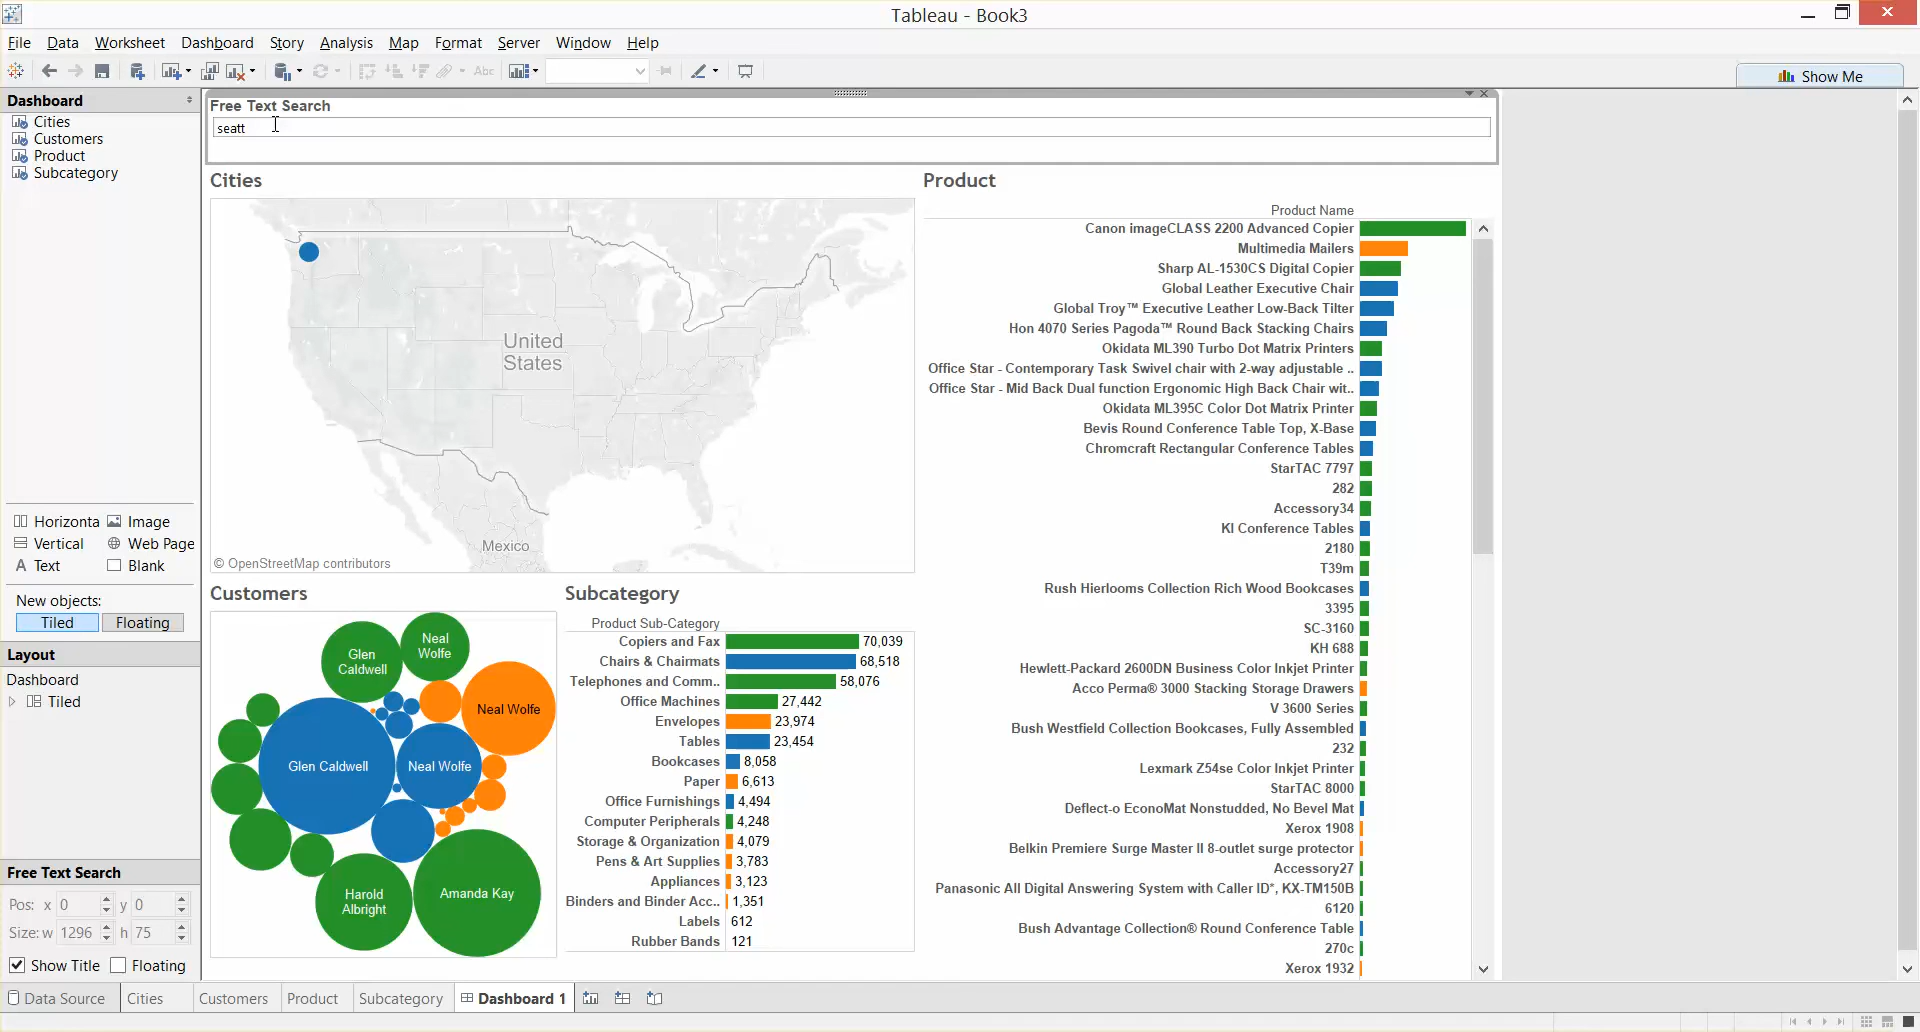 Tableau - Book3
File Data Worksheet Dashboard Story Analysis Map Format Server Window Help
Abc
Show Me
Dashboard
Cities
Customers
Product
Subcategory
Horizonta Image
Vertical Web Page
A Text Blank
New objects:
Tiled Floating
Layout
Dashboard
Tiled
Free Text Search
Pos: x 0 y 0
Size: w 1296 h 75
Show Title Floating
Free Text Search
seatt
Cities
United
States
Mexico
© OpenStreetMap contributors
Customers
Glen
Caldwell
Neal
Wolfe
Neal Wolfe
Glen Caldwell
Neal Wolfe
Harold
Albright
Amanda Kay
Subcategory
Product Sub-Category
Copiers and Fax 70,039
Chairs & Chairmats 68,518
Telephones and Comm.. 58,076
Office Machines 27,442
Envelopes 23,974
Tables 23,454
Bookcases 8,058
Paper 6,613
Office Furnishings 4,494
Computer Peripherals 4,248
Storage & Organization 4,079
Pens & Art Supplies 3,783
Appliances 3,123
Binders and Binder Acc.. 1,351
Labels 612
Rubber Bands 121
Product
Product Name
Canon imageCLASS 2200 Advanced Copier
Multimedia Mailers
Sharp AL-1530CS Digital Copier
Global Leather Executive Chair
Global Troy™ Executive Leather Low-Back Tilter
Hon 4070 Series Pagoda™ Round Back Stacking Chairs
Okidata ML390 Turbo Dot Matrix Printers
Office Star - Contemporary Task Swivel chair with 2-way adjustable ..
Office Star - Mid Back Dual function Ergonomic High Back Chair wit..
Okidata ML395C Color Dot Matrix Printer
Bevis Round Conference Table Top, X-Base
Chromcraft Rectangular Conference Tables
StarTAC 7797
282
Accessory34
KI Conference Tables
2180
T39m
Rush Hierlooms Collection Rich Wood Bookcases
3395
SC-3160
KH 688
Hewlett-Packard 2600DN Business Color Inkjet Printer
Acco Perma® 3000 Stacking Storage Drawers
V 3600 Series
Bush Westfield Collection Bookcases, Fully Assembled
232
Lexmark Z54se Color Inkjet Printer
StarTAC 8000
Deflect-o EconoMat Nonstudded, No Bevel Mat
Xerox 1908
Belkin Premiere Surge Master II 8-outlet surge protector
Accessory27
Panasonic All Digital Answering System with Caller ID*, KX-TM150B
6120
Bush Advantage Collection® Round Conference Table
270c
Xerox 1932
Data Source Cities Customers Product Subcategory Dashboard 1